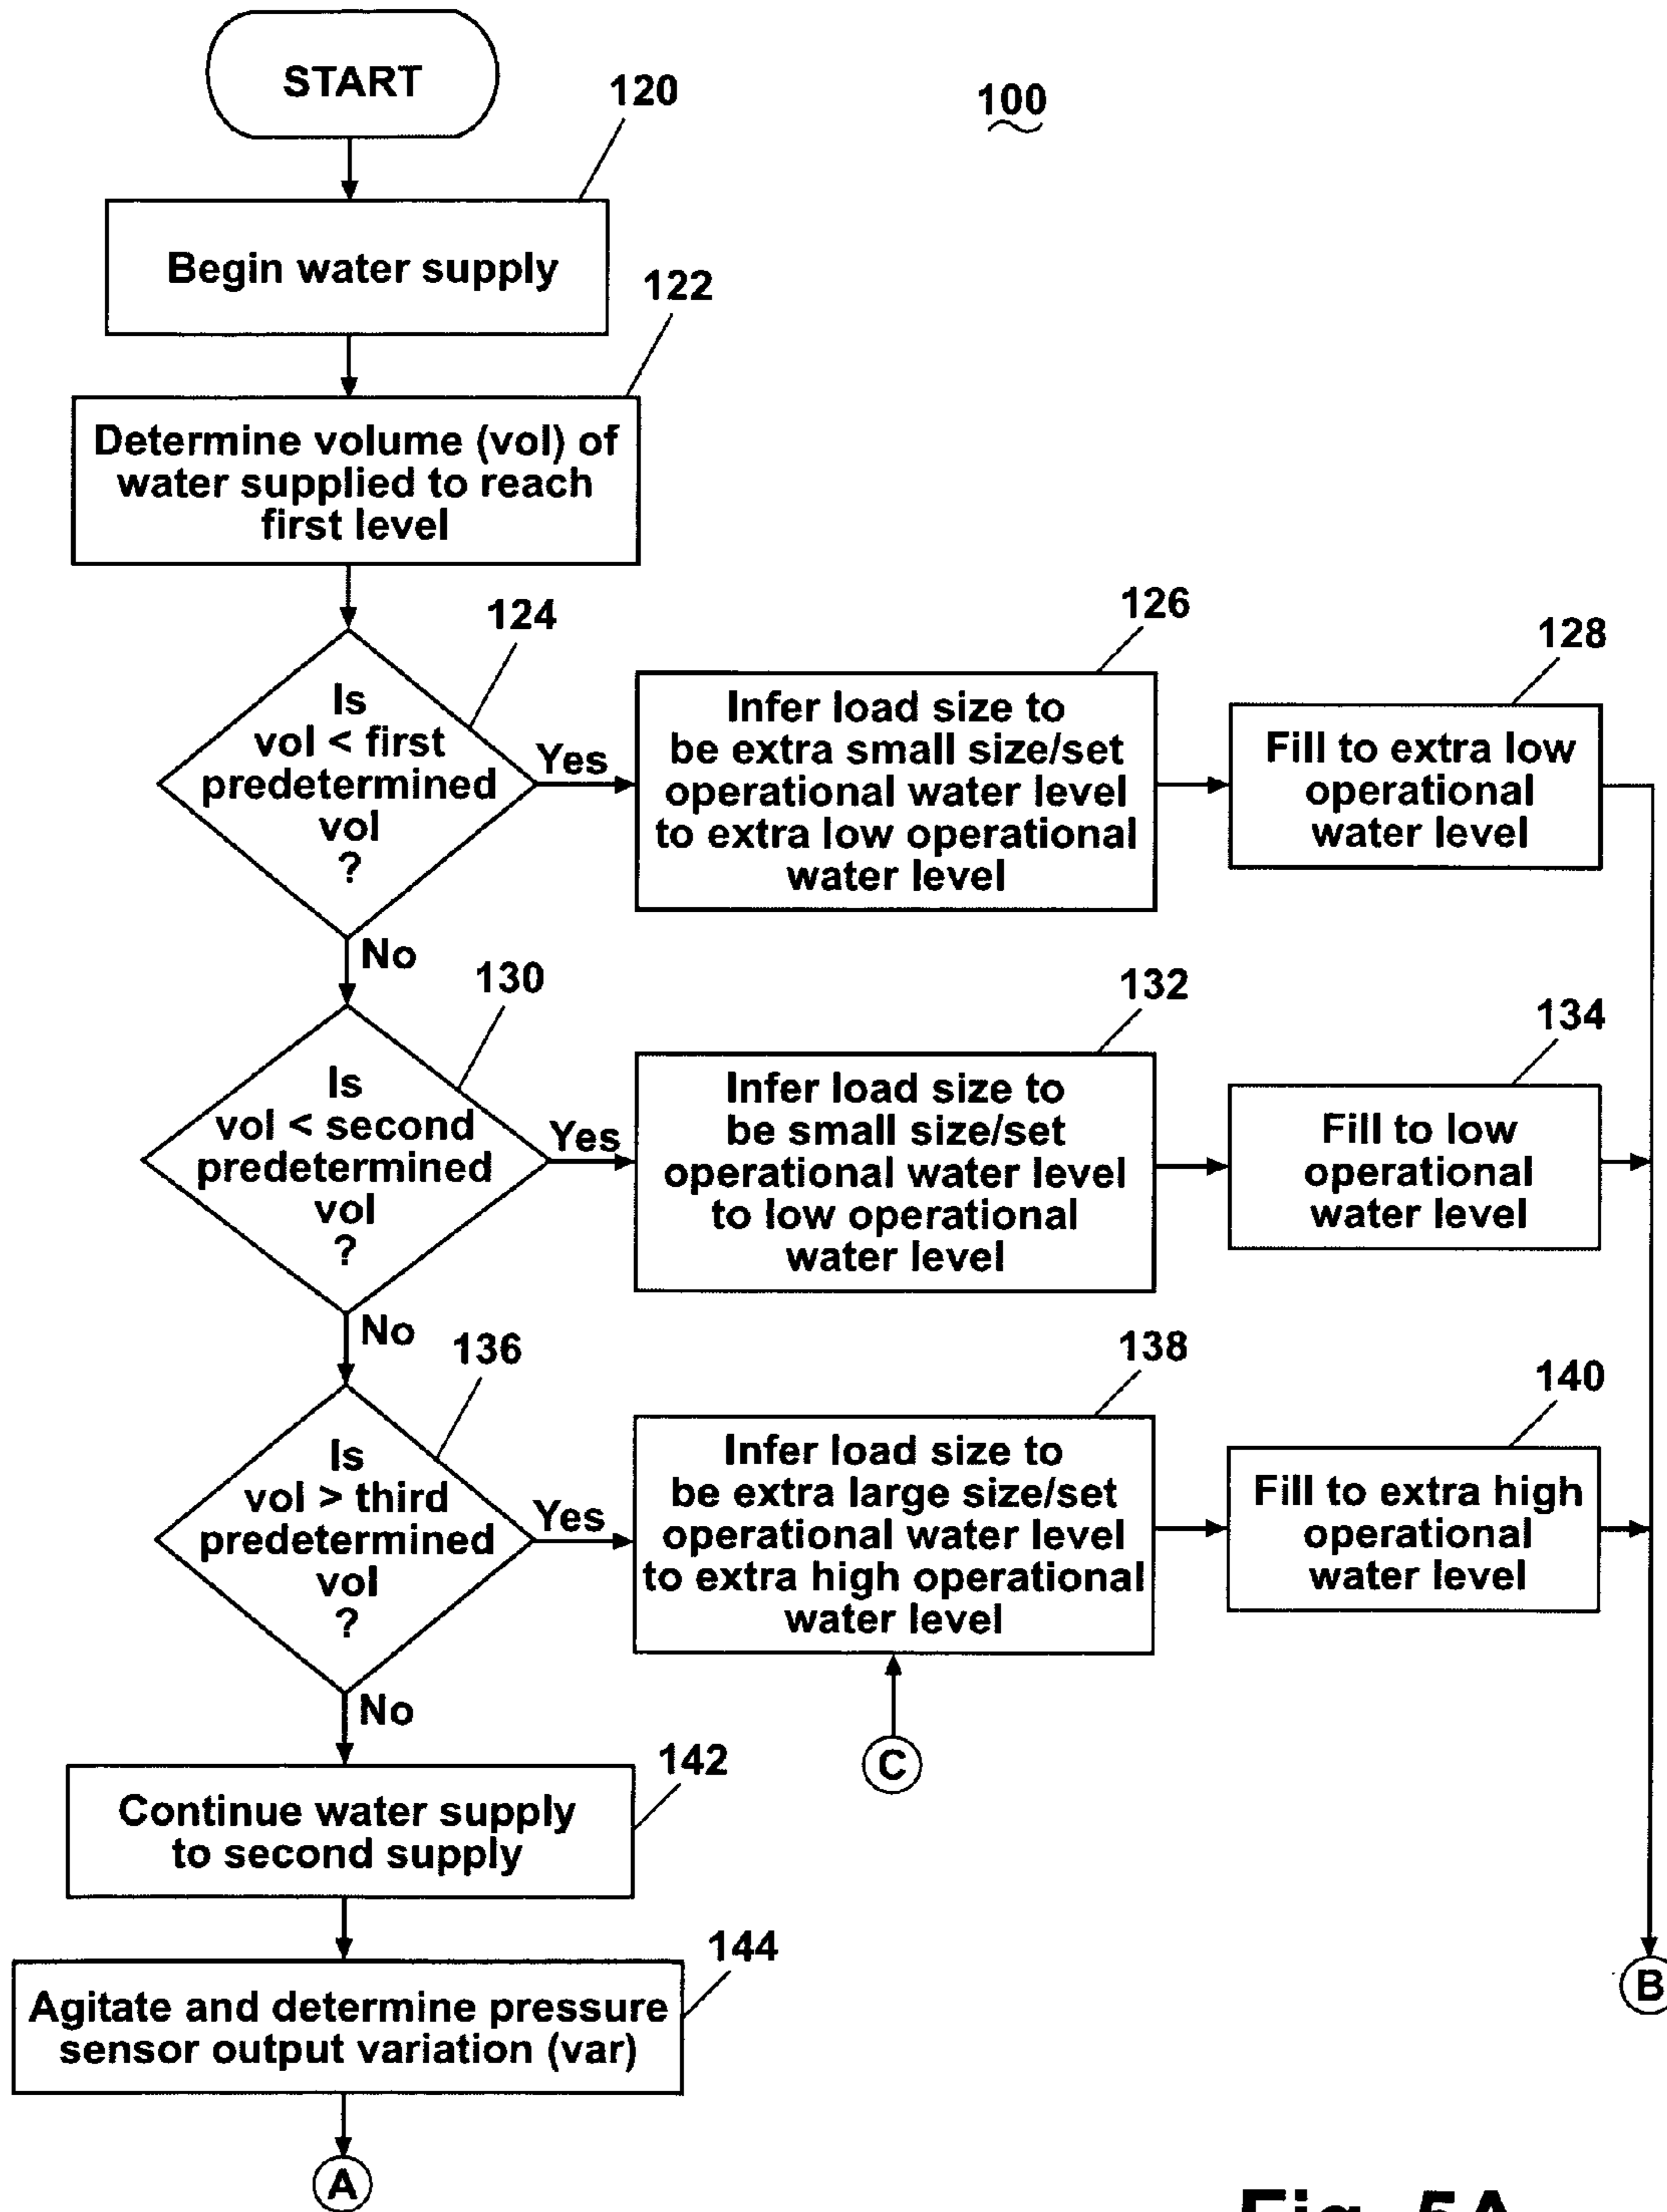 START
120
100
Begin water supply
122
Determine volume (vol) of
water supplied to reach
first level
124
Is
vol < first
predetermined
vol
?
Yes
126
Infer load size to
be extra small size/set
operational water level
to extra low operational
water level
128
Fill to extra low
operational
water level
No
130
Is
vol < second
predetermined
vol
?
Yes
132
Infer load size to
be small size/set
operational water level
to low operational
water level
134
Fill to low
operational
water level
No
136
Is
vol > third
predetermined
vol
?
Yes
138
Infer load size to
be extra large size/set
operational water level
to extra high operational
water level
140
Fill to extra high
operational
water level
No
C
142
Continue water supply
to second supply
144
Agitate and determine pressure
sensor output variation (var)
B
A
Fig. 5A